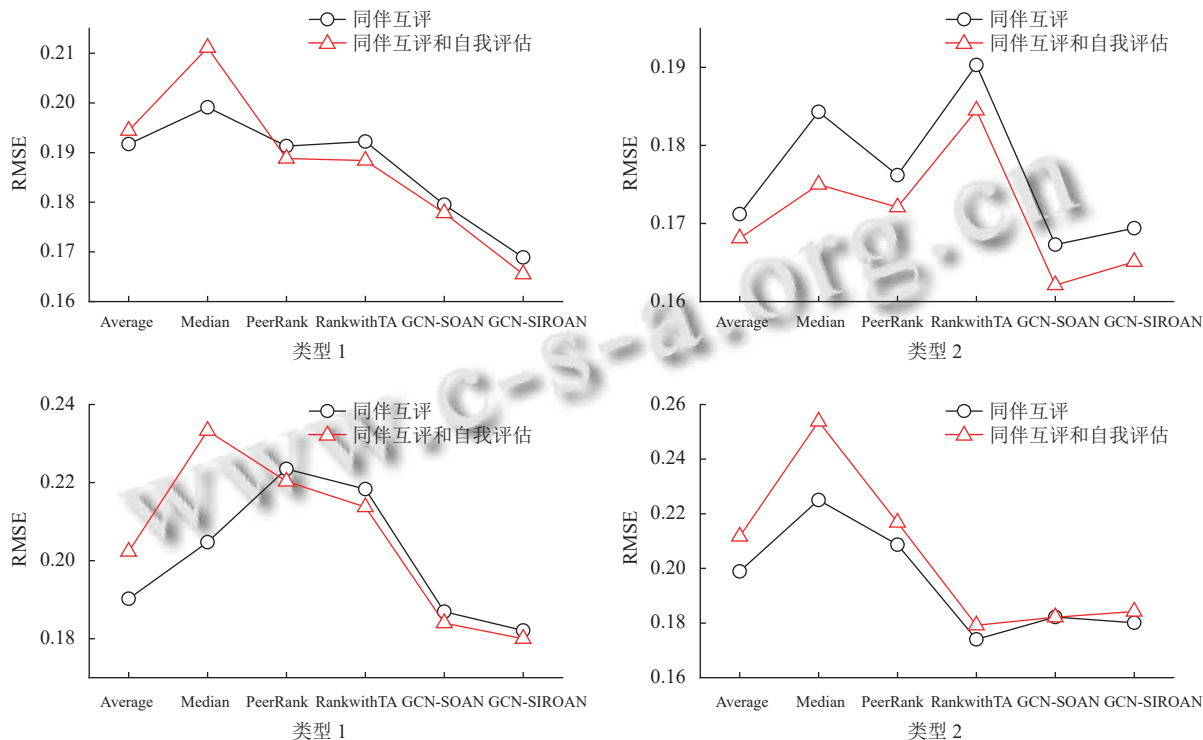 同伴互评
同伴互评和自我评估
0.21
0.20
0.19
0.18
0.17
0.16
RMSE
Average Median PeerRank RankwithTA GCN-SOAN GCN-SIROAN
类型 1
同伴互评
同伴互评和自我评估
0.19
0.18
0.17
0.16
RMSE
Average Median PeerRank RankwithTA GCN-SOAN GCN-SIROAN
类型 2
同伴互评
同伴互评和自我评估
0.24
0.22
0.20
0.18
RMSE
Average Median PeerRank RankwithTA GCN-SOAN GCN-SIROAN
类型 1
同伴互评
同伴互评和自我评估
0.26
0.24
0.22
0.20
0.18
0.16
RMSE
Average Median PeerRank RankwithTA GCN-SOAN GCN-SIROAN
类型 2
www.c-s-a.org.cn